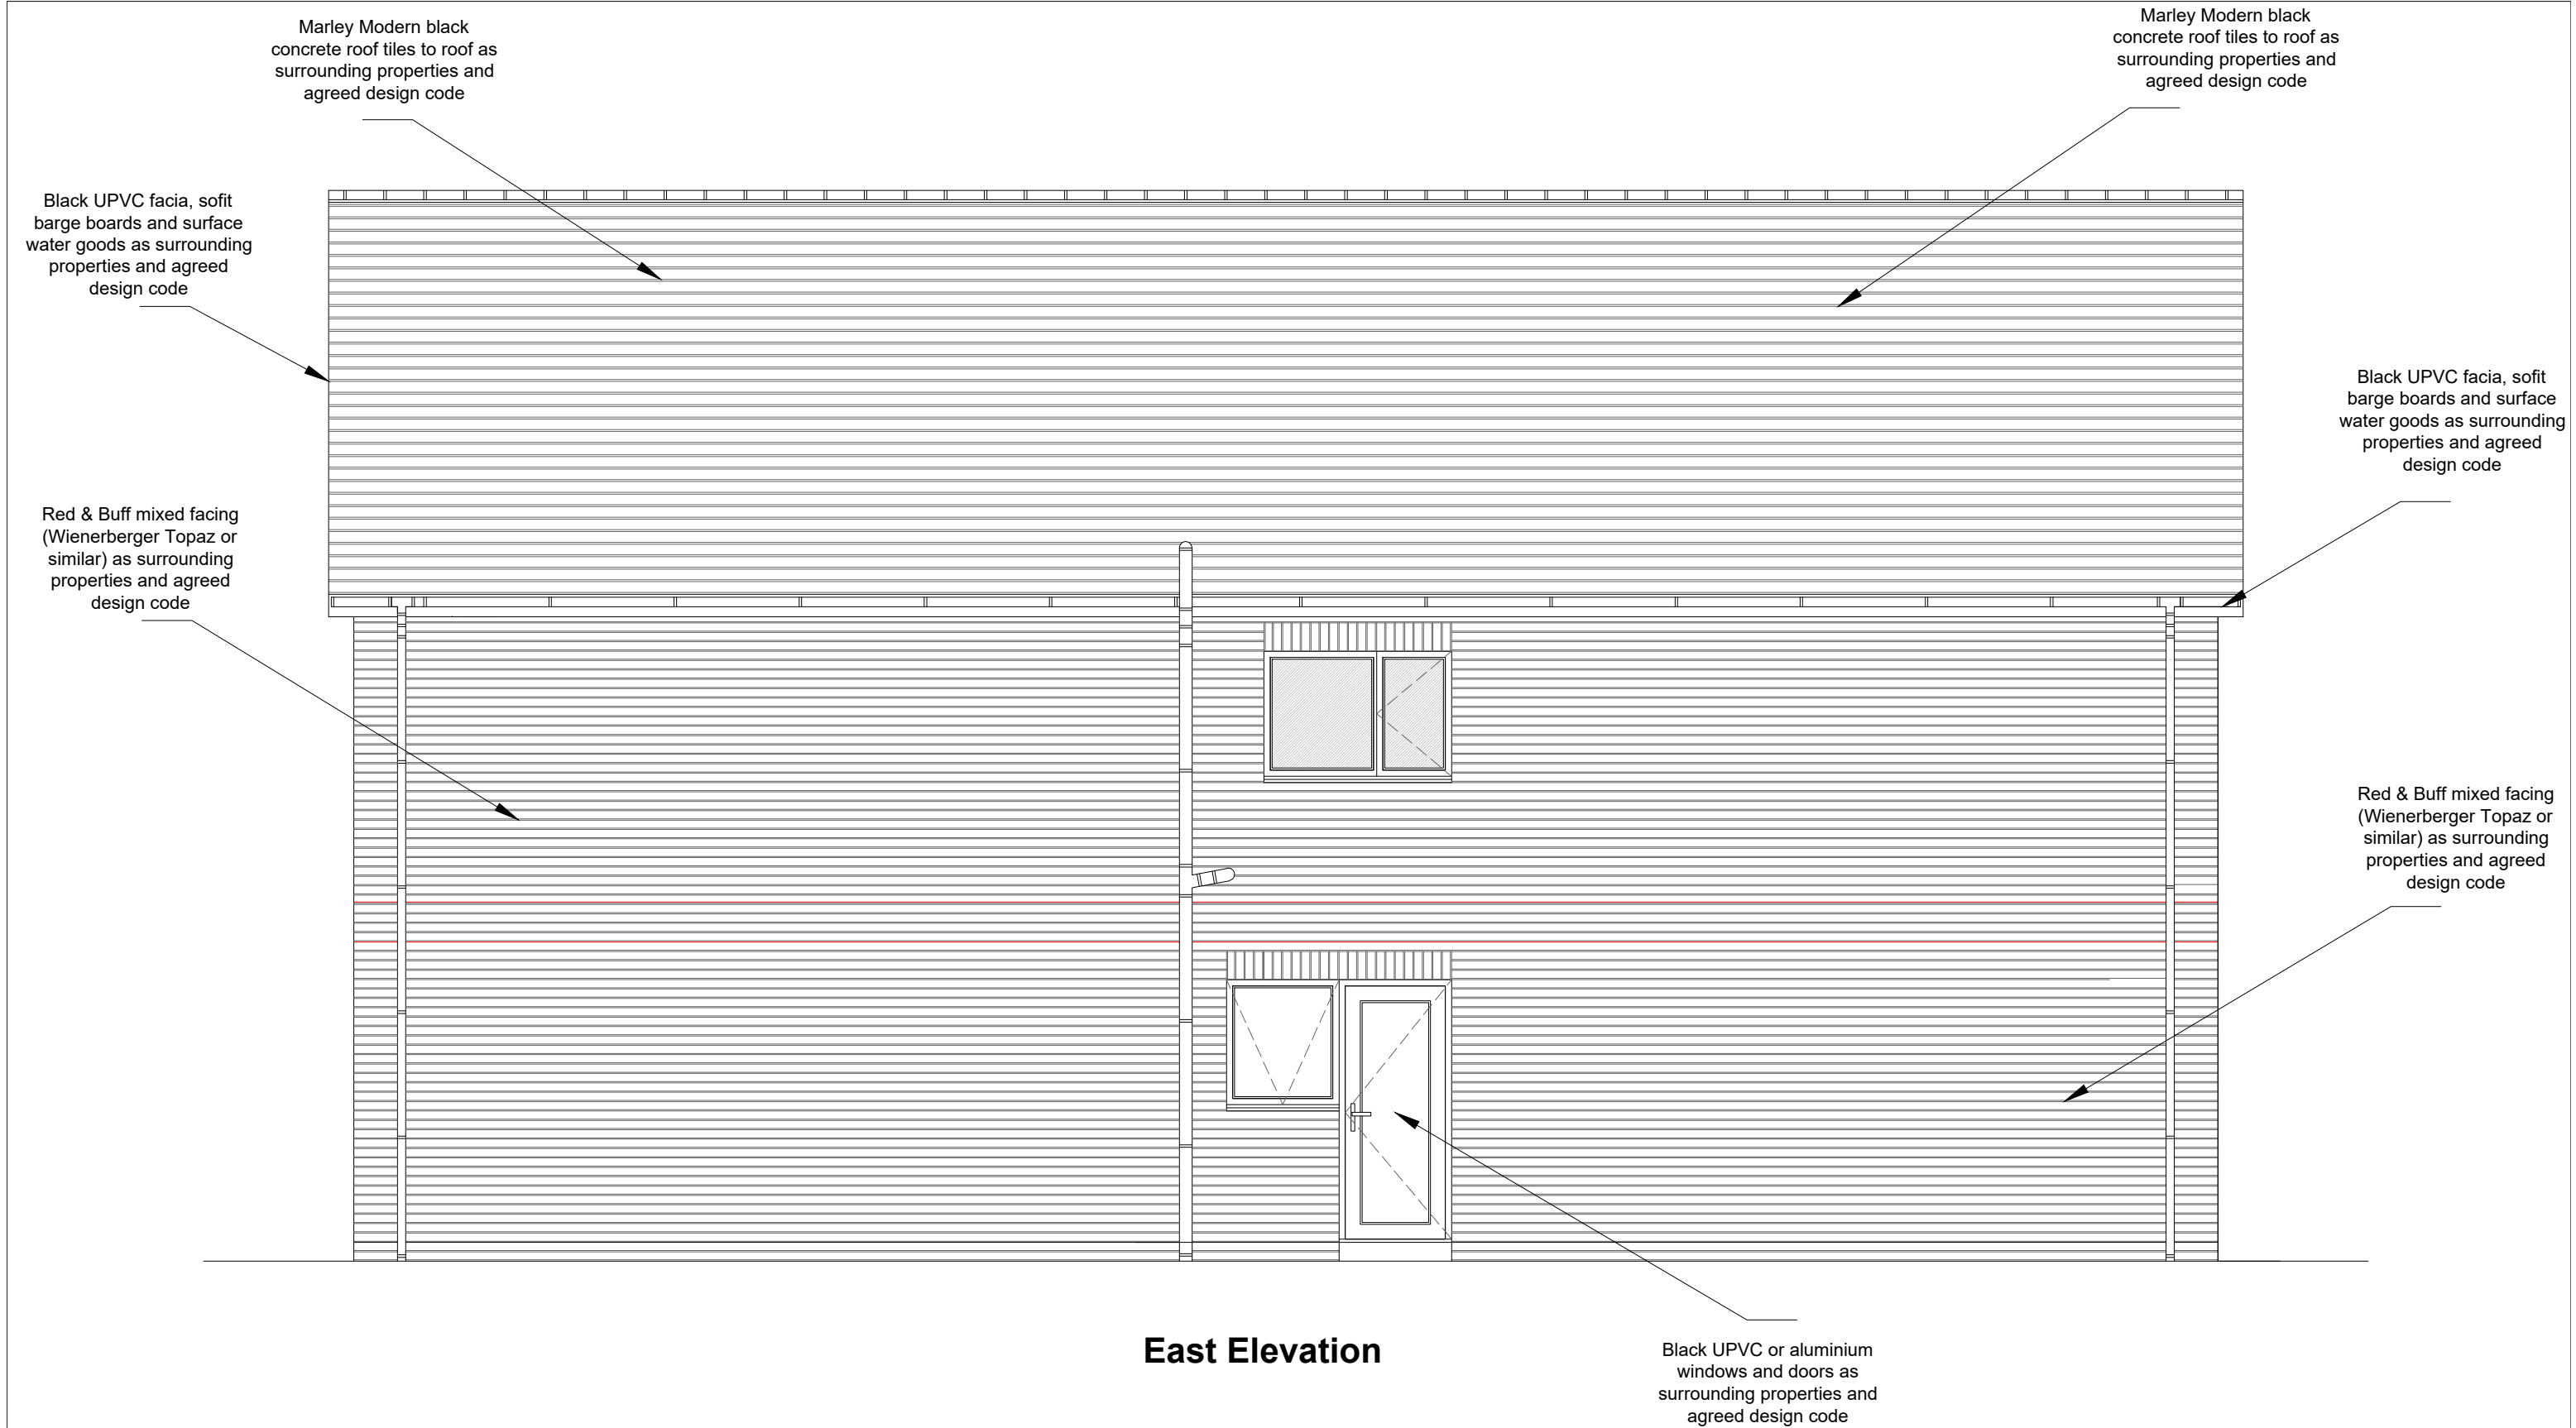 Marley Modern black
concrete roof tiles to roof as
surrounding properties and
agreed design code
Marley Modern black
concrete roof tiles to roof as
surrounding properties and
agreed design code
Black UPVC facia, sofit
barge boards and surface
water goods as surrounding
properties and agreed
design code
Black UPVC facia, sofit
barge boards and surface
water goods as surrounding
properties and agreed
design code
Red & Buff mixed facing
(Wienerberger Topaz or
similar) as surrounding
properties and agreed
design code
Red & Buff mixed facing
(Wienerberger Topaz or
similar) as surrounding
properties and agreed
design code
East Elevation
Black UPVC or aluminium
windows and doors as
surrounding properties and
agreed design code